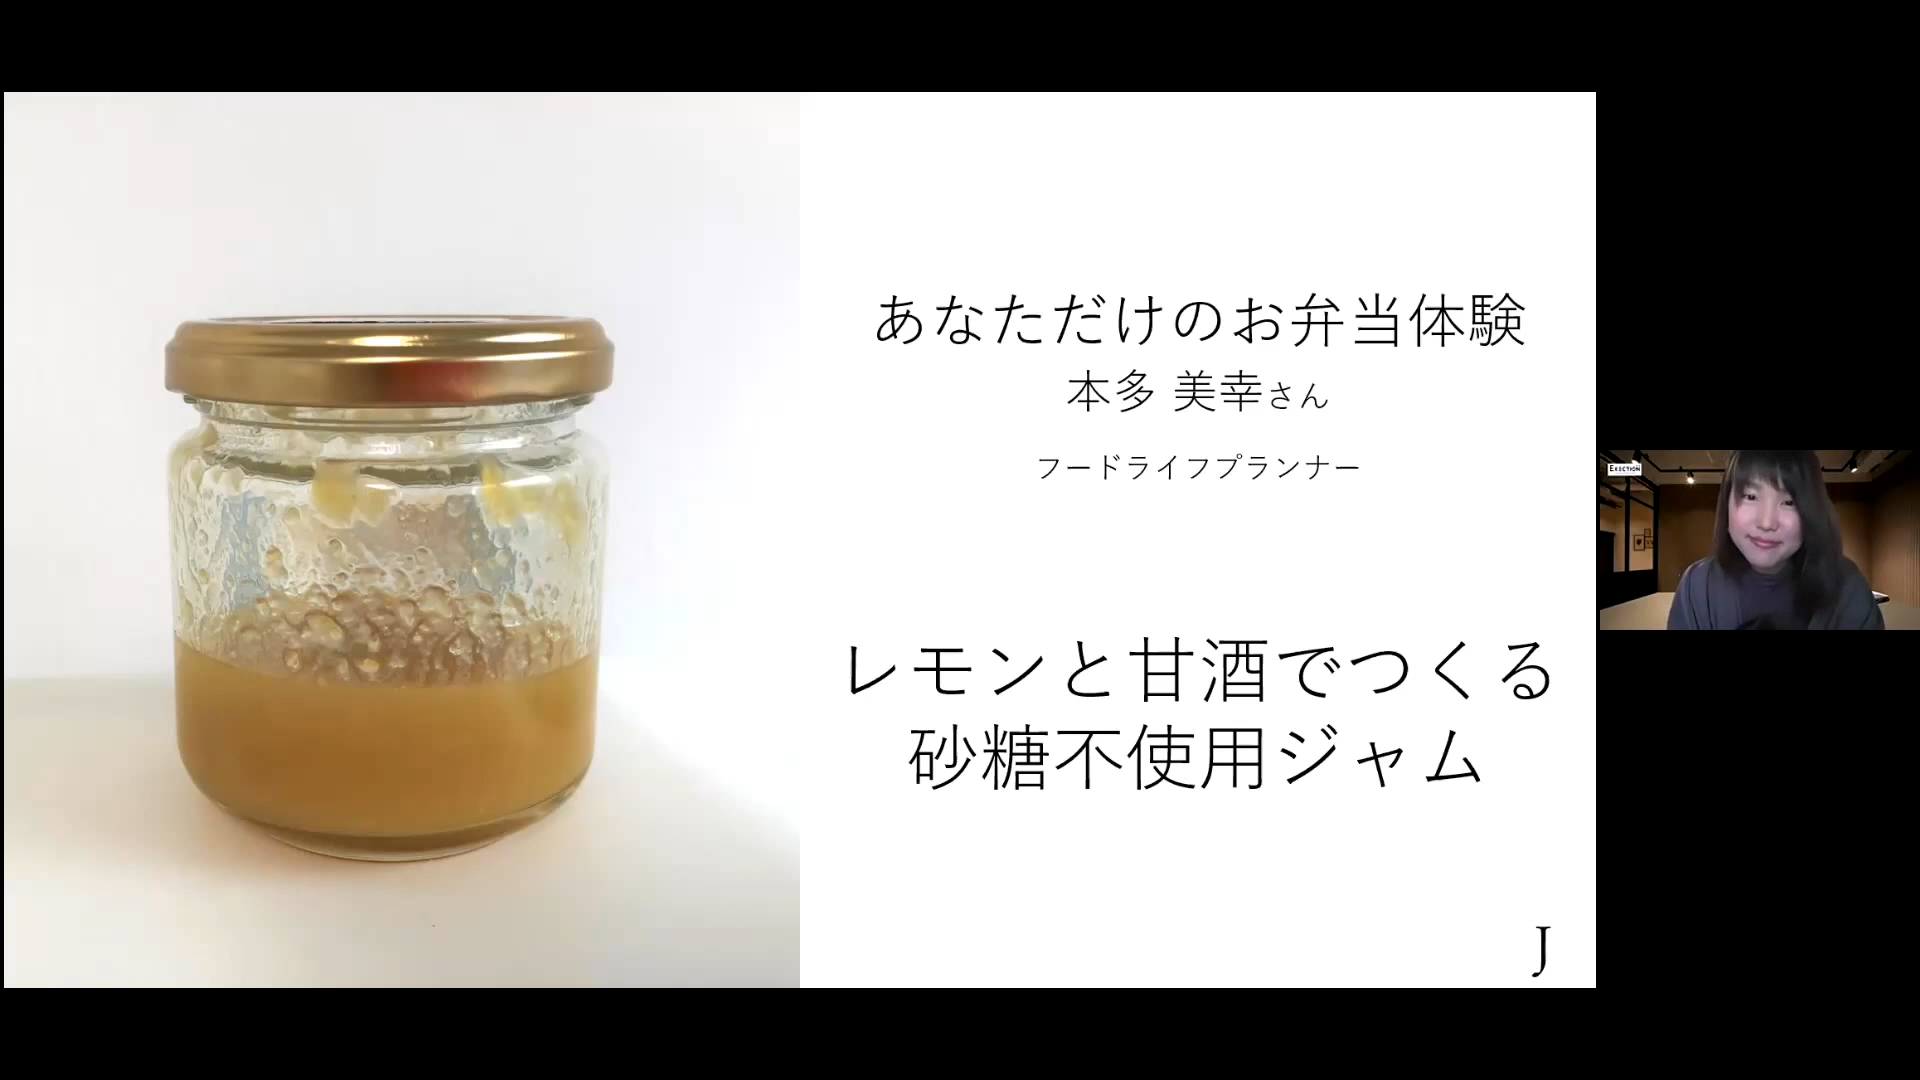 あなただけのお弁当体験
本多 美幸さん
フードライフプランナー
レモンと甘酒でつくる
砂糖不使用ジャム
J
EXECTION